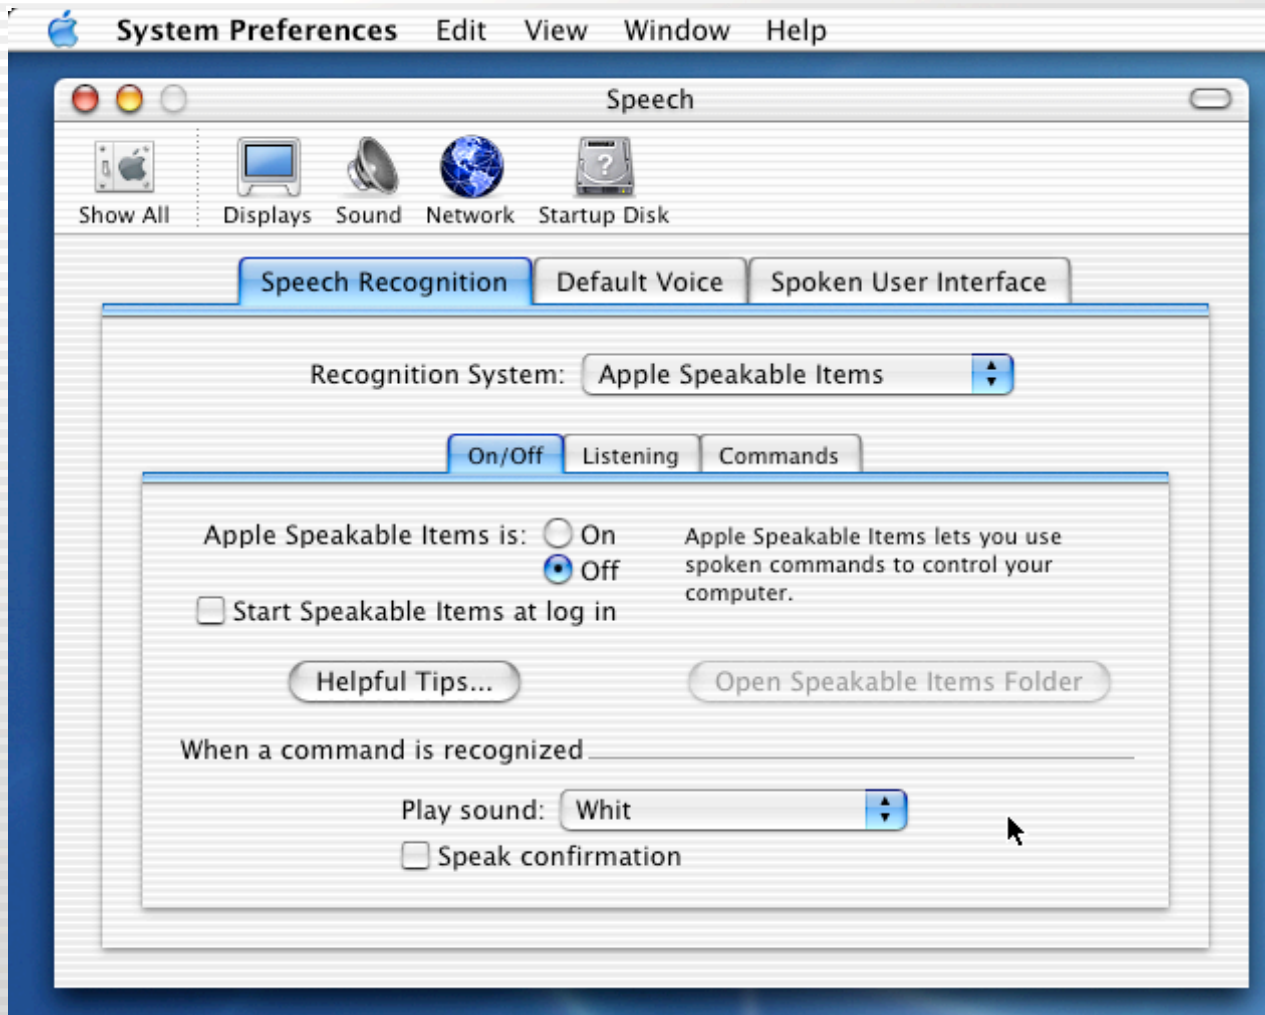 System Preferences Edit View Window Help
Speech
Show All Displays Sound Network Startup Disk
Speech Recognition Default Voice Spoken User Interface
Recognition System: Apple Speakable Items
On/Off Listening Commands
Apple Speakable Items is: On
Off
Apple Speakable Items lets you use
spoken commands to control your
computer.
Start Speakable Items at log in
Helpful Tips... Open Speakable Items Folder
When a command is recognized
Play sound: Whit
Speak confirmation